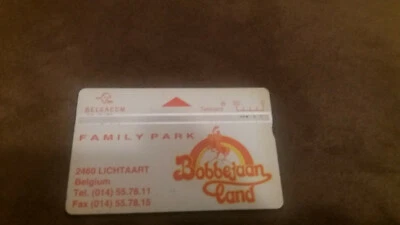 BELGACOM
FAMILY PARK
Bobbejaan
land
2460 LICHTAART
Belgium
Tel. (014) 55.78.11
Fax (014) 55.78.15